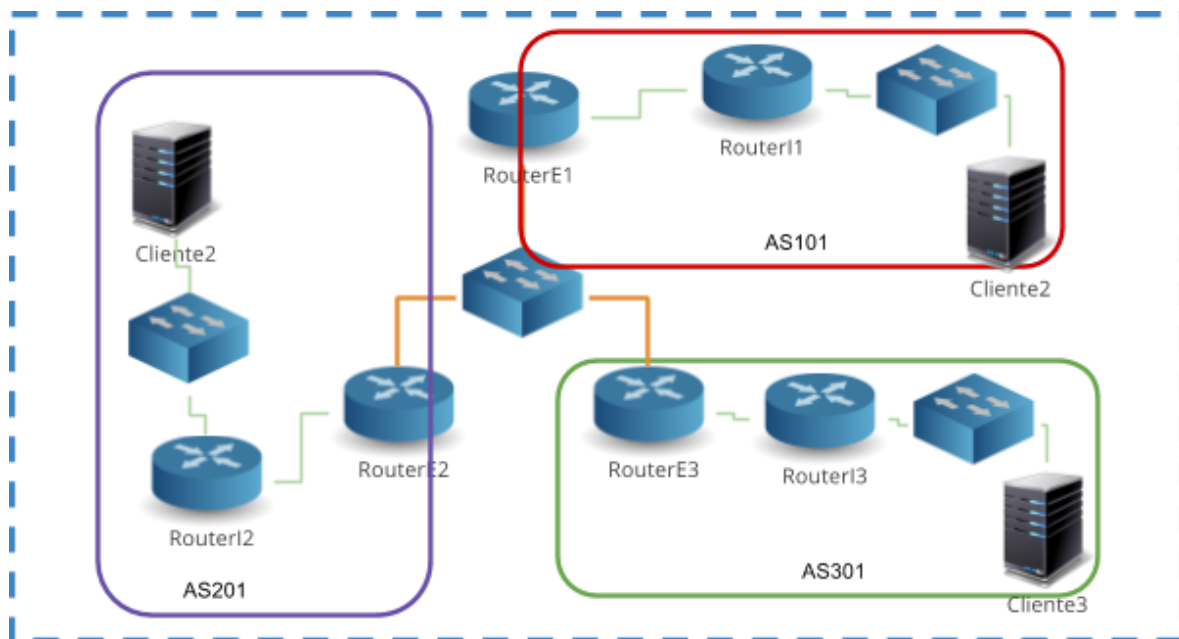 RouterI1
RouterE1
AS101
Cliente2
Cliente2
RouterE2
RouterE3
RouterI3
RouterI2
AS301
AS201
Cliente3